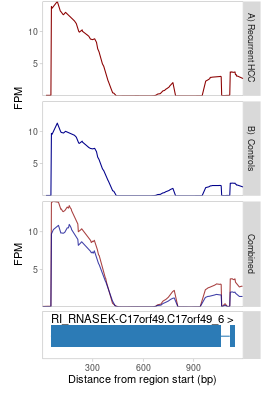 10
5
FPM
A) Recurrent HCC
10
5
B) Controls
10
5
FPM
Combined
RI_RNASEK-C17orf49.C17orf49_6 >
300 600 900
Distance from region start (bp)